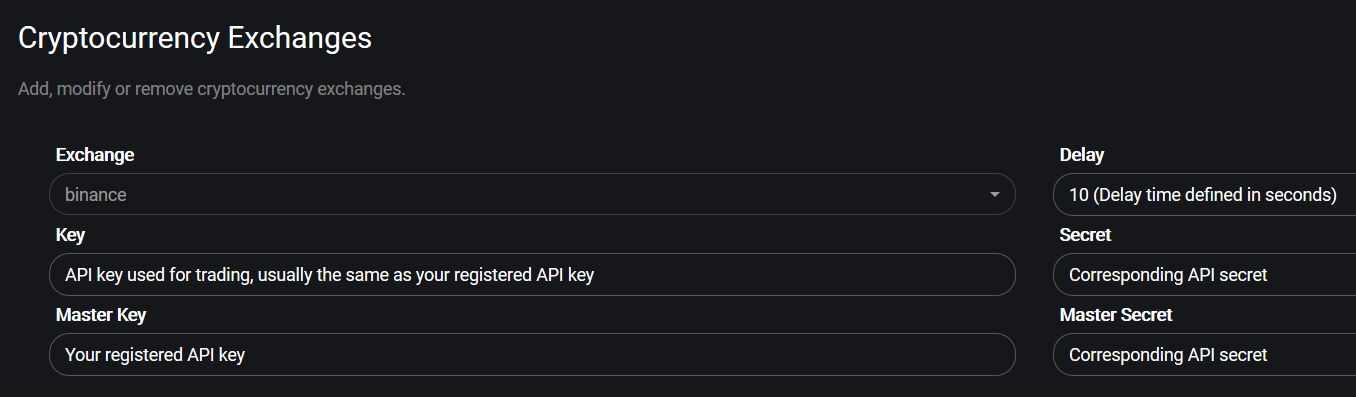 Cryptocurrency Exchanges
Add, modify or remove cryptocurrency exchanges.
Exchange
Delay
binance
10 (Delay time defined in seconds)
Key
Secret
API key used for trading, usually the same as your registered API key
Corresponding API secret
Master Key
Master Secret
Your registered API key
Corresponding API secret